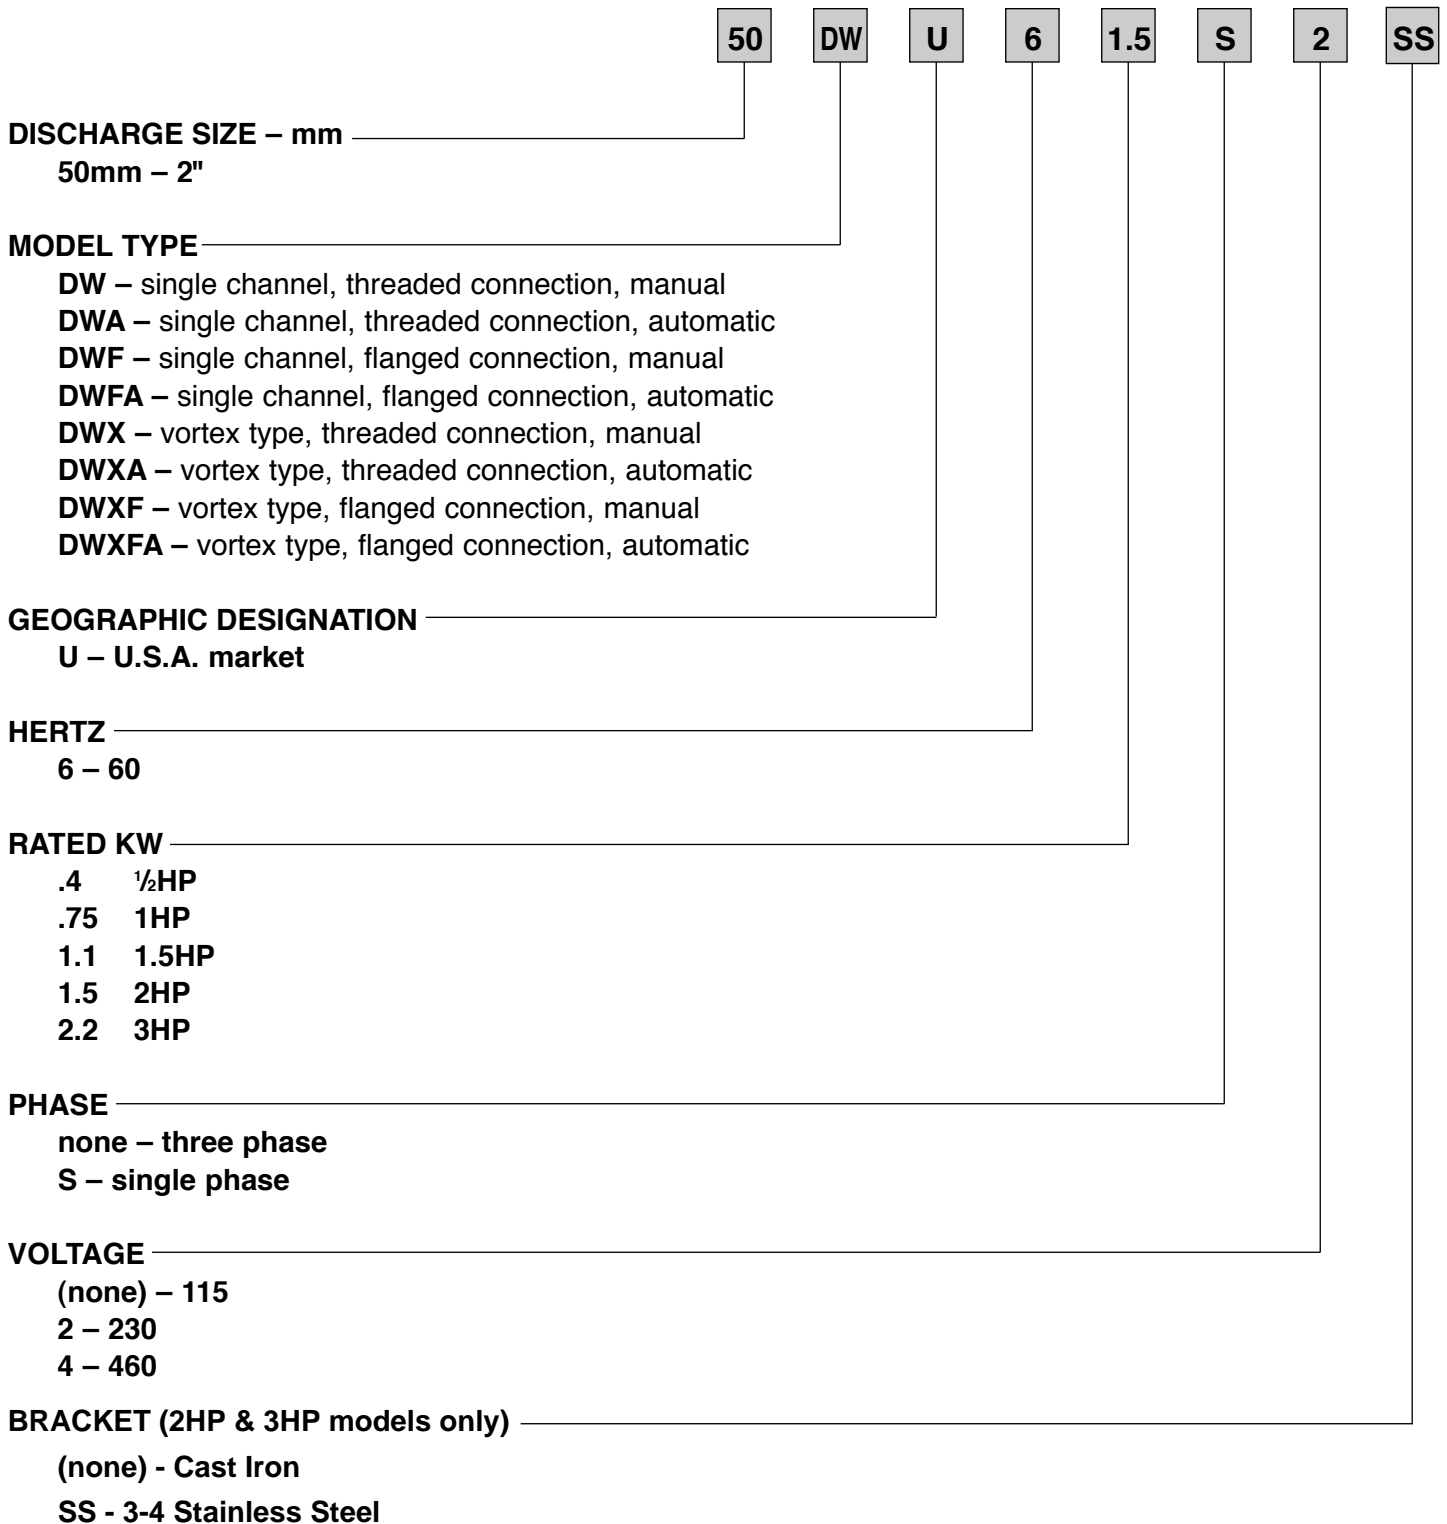 50 DW U 6 1.5 S 2 SS
DISCHARGE SIZE – mm
50mm – 2"
MODEL TYPE
DW – single channel, threaded connection, manual
DWA – single channel, threaded connection, automatic
DWF – single channel, flanged connection, manual
DWFA – single channel, flanged connection, automatic
DWX – vortex type, threaded connection, manual
DWXA – vortex type, threaded connection, automatic
DWXF – vortex type, flanged connection, manual
DWXFA – vortex type, flanged connection, automatic
GEOGRAPHIC DESIGNATION
U – U.S.A. market
HERTZ
6 – 60
RATED KW
.4 ½HP
.75 1HP
1.1 1.5HP
1.5 2HP
2.2 3HP
PHASE
none – three phase
S – single phase
VOLTAGE
(none) – 115
2 – 230
4 – 460
BRACKET (2HP & 3HP models only)
(none) - Cast Iron
SS - 3-4 Stainless Steel